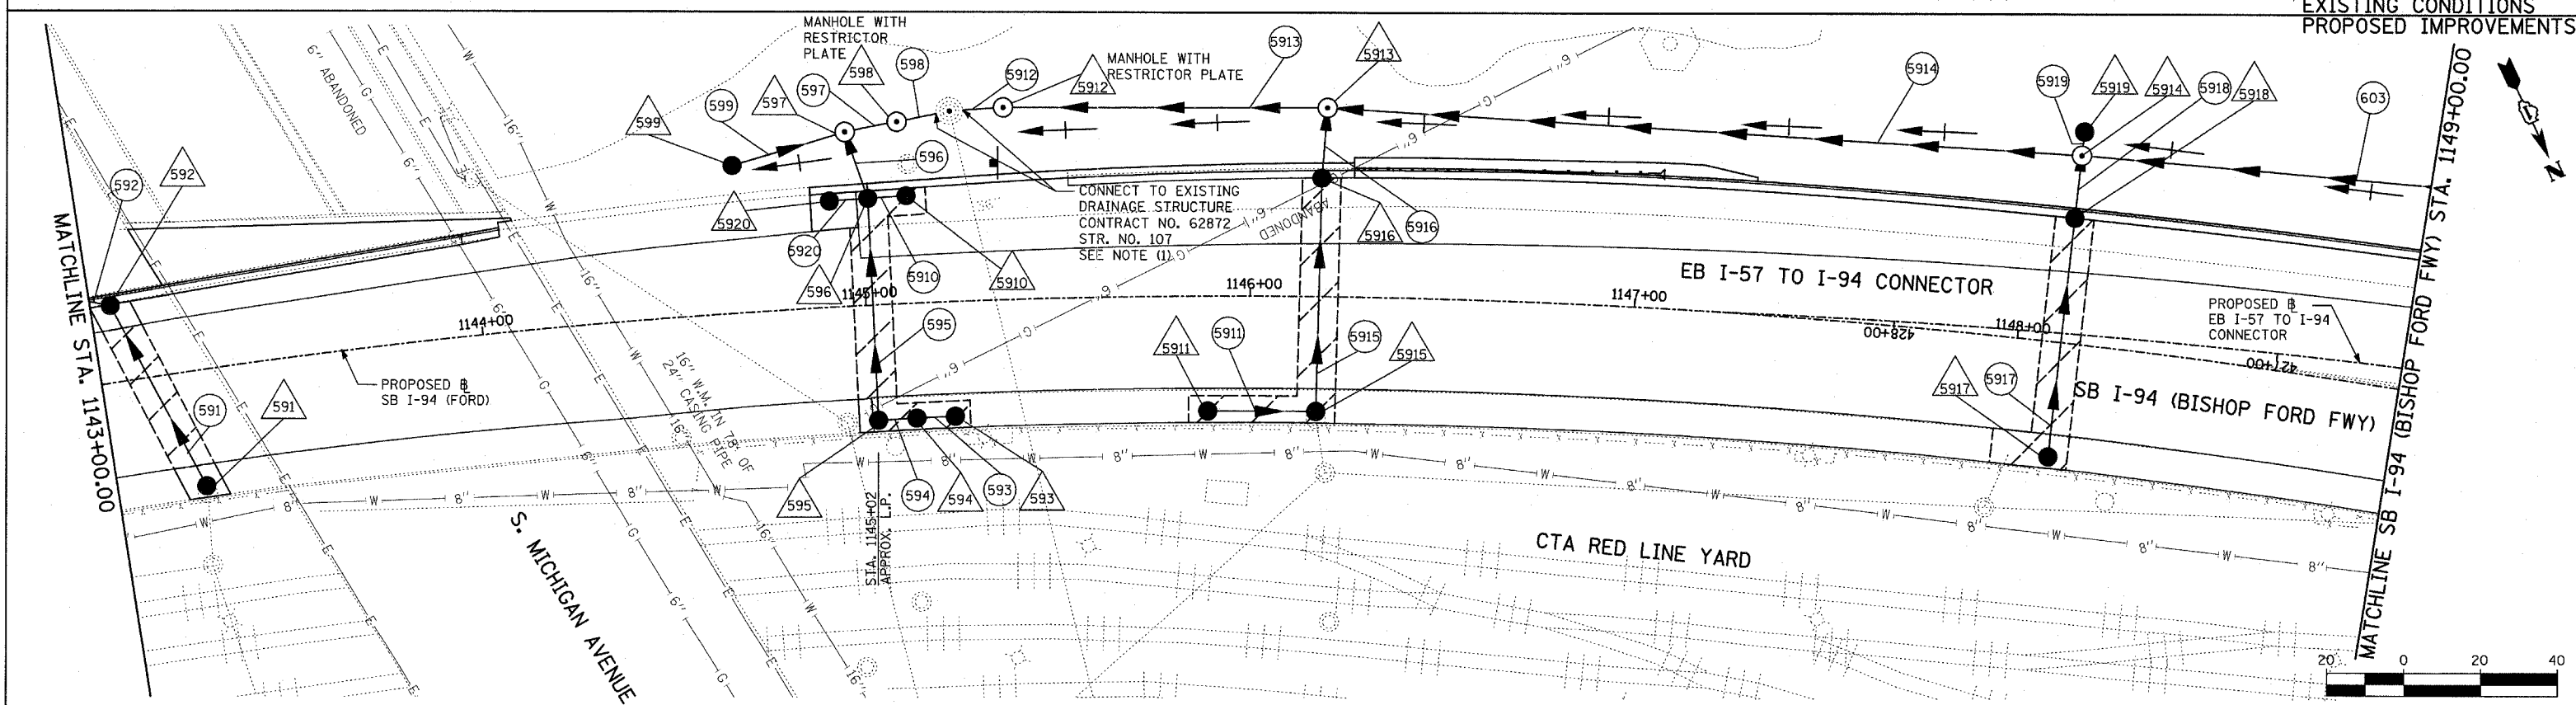 EXISTING CONDITIONS
PROPOSED IMPROVEMENTS
MANHOLE WITH
RESTRICTOR
PLATE
MANHOLE WITH
RESTRICTOR PLATE
6" ABANDONED
599
599
597
597
598
598
5912
5912
5913
5913
5914
5919
5919
5914
5918
5918
603
592
592
596
5920
5920
596
5910
5910
CONNECT TO EXISTING
DRAINAGE STRUCTURE
CONTRACT NO. 62872
STR. NO. 107
SEE NOTE (1)
ABANDONED
5916
5916
EB I-57 TO I-94 CONNECTOR
1144+00
1145+00
1146+00
1147+00
1148+00
428+00
427+00
PROPOSED ℄
EB I-57 TO I-94
CONNECTOR
PROPOSED ℄
SB I-94 (FORD)
591
591
595
595
594
594
593
593
5911
5911
5915
5915
5917
5917
SB I-94 (BISHOP FORD FWY)
16" W.M. IN 78' OF
24" CASING PIPE
STA. 1145+02
APPROX. L.P.
S. MICHIGAN AVENUE
CTA RED LINE YARD
MATCHLINE STA. 1143+00.00
MATCHLINE SB I-94 (BISHOP FORD FWY) STA. 1149+00.00
N
20 0 20 40